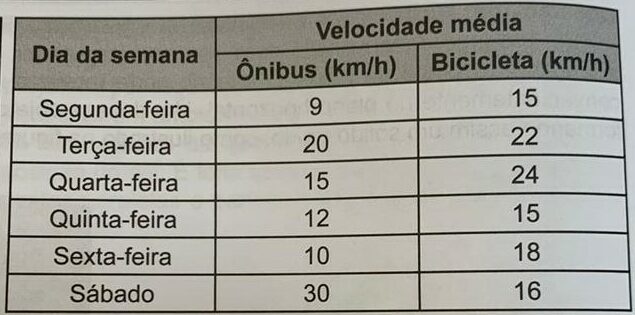 Dia da semana
Velocidade média
Ônibus (km/h) Bicicleta (km/h)
Segunda-feira 9 15
Terça-feira 20 22
Quarta-feira 15 24
Quinta-feira 12 15
Sexta-feira 10 18
Sábado 30 16